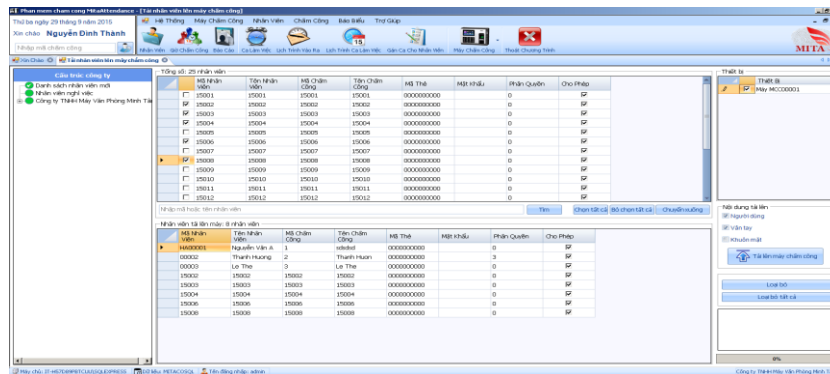 Phan mem cham cong MitaAttendance - [Tải nhân viên lên máy chấm công]
Thứ ba ngày 29 tháng 9 năm 2015
Hệ Thống Máy Chấm Công Nhân Viên Chấm Công Báo Biểu Trợ Giúp
Xin chào Nguyễn Đình Thành
Nhập mã chấm công
Nhân Viên Giờ Chấm Công Báo Cáo Ca Làm Việc Lịch Trình Vào Ra Lịch Trình Ca Làm Việc Gán Ca Cho Nhân Viên Máy Chấm Công Thoát Chương Trình
MITA
Xin Chào Tải nhân viên lên máy chấm công
Cấu trúc công ty
Danh sách nhân viên mới
Nhân viên nghỉ việc
Công ty TNHH Máy Văn Phòng Minh Tâ
Tổng số: 25 nhân viên
Mã Nhân Viên Tên Nhân Viên Mã Chấm Công Tên Chấm Công Mã Thẻ Mật Khẩu Phân Quyền Cho Phép
15001 15001 15001 15001 0000000000 0
15002 15002 15002 15002 0000000000 0
15003 15003 15003 15003 0000000000 0
15004 15004 15004 15004 0000000000 0
15005 15005 15005 15005 0000000000 0
15006 15006 15006 15006 0000000000 0
15007 15007 15007 15007 0000000000 0
15008 15008 15008 15008 0000000000 0
15009 15009 15009 15009 0000000000 0
15010 15010 15010 15010 0000000000 0
15011 15011 15011 15011 0000000000 0
15012 15012 15012 15012 0000000000 0
Nhập mã hoặc tên nhân viên
Tìm Chọn tất cả Bỏ chọn tất cả Chuyển xuống
Nhân viên tải lên máy: 8 nhân viên
Mã Nhân Viên Tên Nhân Viên Mã Chấm Công Tên Chấm Công Mã Thẻ Mật Khẩu Phân Quyền Cho Phép
HA00001 Nguyễn Văn A 1 0000000000 0
00002 Thanh Huong 2 Thanh Huon 0000000000 3
00003 Le The 3 Le The 0000000000 0
15002 15002 15002 15002 0000000000 0
15003 15003 15003 15003 0000000000 0
15004 15004 15004 15004 0000000000 0
15006 15006 15006 15006 0000000000 0
15008 15008 15008 15008 0000000000 0
Thiết bị
Thiết Bị
Máy MCC00001
Nội dung tải lên
Người dùng
Vân tay
Khuôn mặt
Tải lên máy chấm công
Loại bỏ
Loại bỏ tất cả
0%
Dữ liệu: MITACOSQL Tên đăng nhập: admin
Công ty TNHH Máy Văn Phòng Minh T